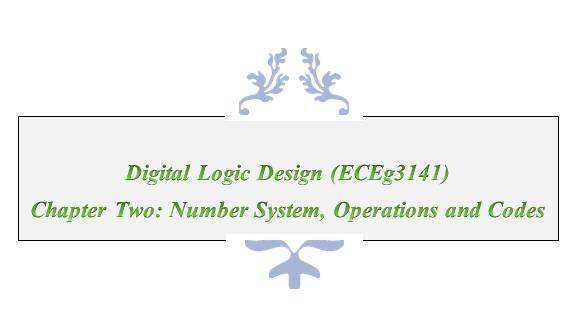 Digital Logic Design (ECEg3141)
Chapter Two: Number System, Operations and Codes